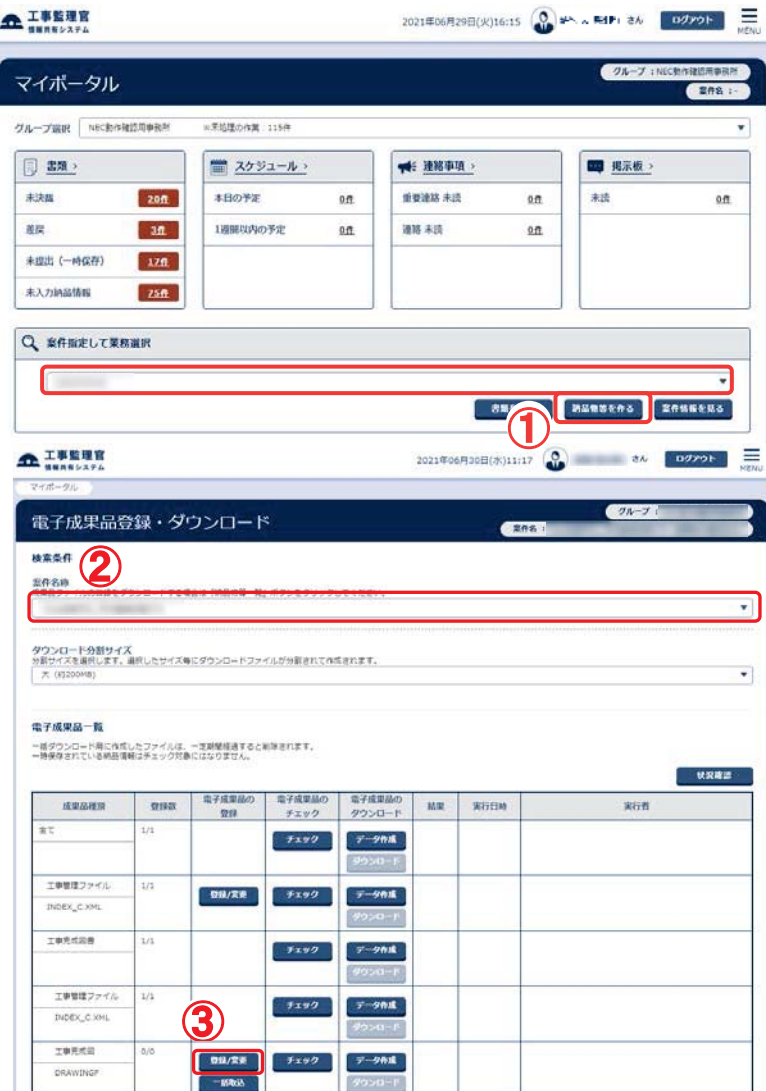 工事監理官
情報共有システム
2021年06月29日(火)16:15
さん
ログアウト
MENU
マイポータル
グループ：NEC動作確認用事務所
案件名：-
グループ選択
NEC動作確認用事務所 ※未処理の作業：115件
書類 >
未決裁 20件
差戻 3件
未提出（一時保存） 17件
未入力納品情報 75件
スケジュール >
本日の予定 0件
1週間以内の予定 0件
連絡事項 >
重要連絡 未読 0件
連絡 未読 0件
掲示板 >
未読 0件
案件指定して業務選択
書類
①
納品物等を作る
案件情報を見る
工事監理官
情報共有システム
2021年06月30日(水)11:17
さん
ログアウト
MENU
マイポータル
電子成果品登録・ダウンロード
グループ：
案件名：
検索条件
②
案件名称
ダウンロード分割サイズ
分割サイズを選択します。選択したサイズ毎にダウンロードファイルが分割されて作成されます。
大 (約200MB)
電子成果品一覧
一括ダウンロード用に作成したファイルは、一定期間経過すると削除されます。
一時保存されている納品情報はチェック対象にはなりません。
状況確認
成果品種別 登録数 電子成果品の登録 電子成果品のチェック 電子成果品のダウンロード 結果 実行日時 実行者
全て 1/1 チェック データ作成
ダウンロード
工事管理ファイル 1/1 登録/変更 チェック データ作成
INDEX_C.XML ダウンロード
工事完成図書 1/1 チェック データ作成
ダウンロード
工事管理ファイル 1/1 チェック データ作成
INDEX_C.XML ダウンロード
③
工事完成図 0/0 登録/変更 チェック データ作成
DRAWINGF 一部取込 ダウンロード